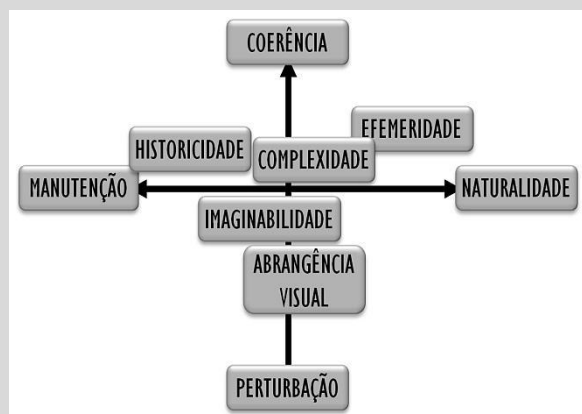 COERÊNCIA
EFEMERIDADE
HISTORICIDADE
COMPLEXIDADE
MANUTENÇÃO
NATURALIDADE
IMAGINABILIDADE
ABRANGÊNCIA
VISUAL
PERTURBAÇÃO